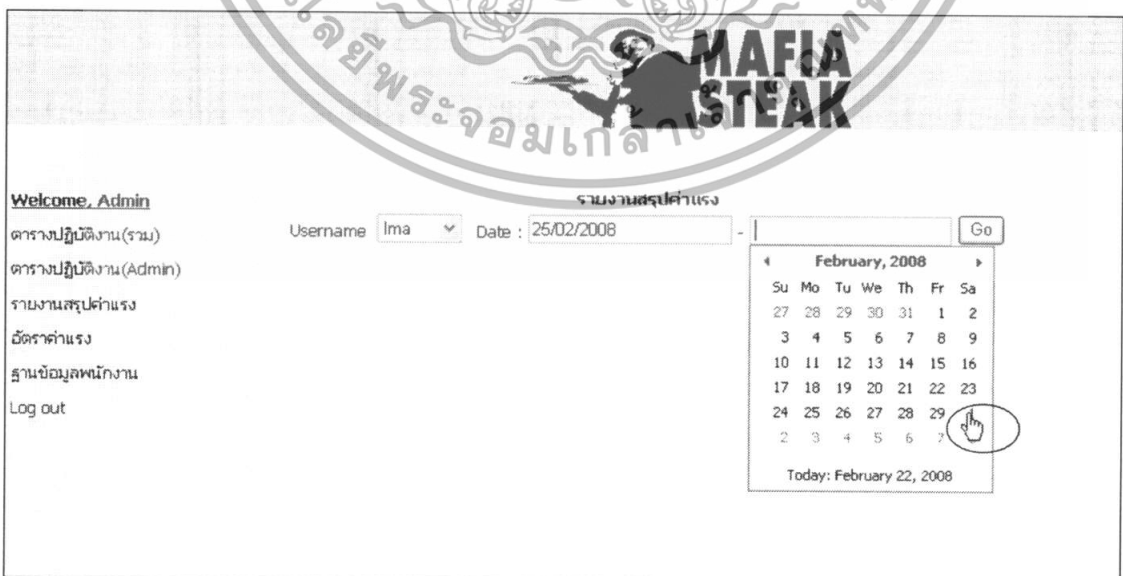 MAFIA
STEAK
Welcome, Admin
ตารางปฏิบัติงาน(รวม)
ตารางปฏิบัติงาน(Admin)
รายงานสรุปค่าแรง
อัตราค่าแรง
ฐานข้อมูลพนักงาน
Log out
รายงานสรุปค่าแรง
Username Ima Date : 25/02/2008 - Go
February, 2008
Su Mo Tu We Th Fr Sa
27 28 29 30 31 1 2
3 4 5 6 7 8 9
10 11 12 13 14 15 16
17 18 19 20 21 22 23
24 25 26 27 28 29
2 3 4 5 6 7
Today: February 22, 2008